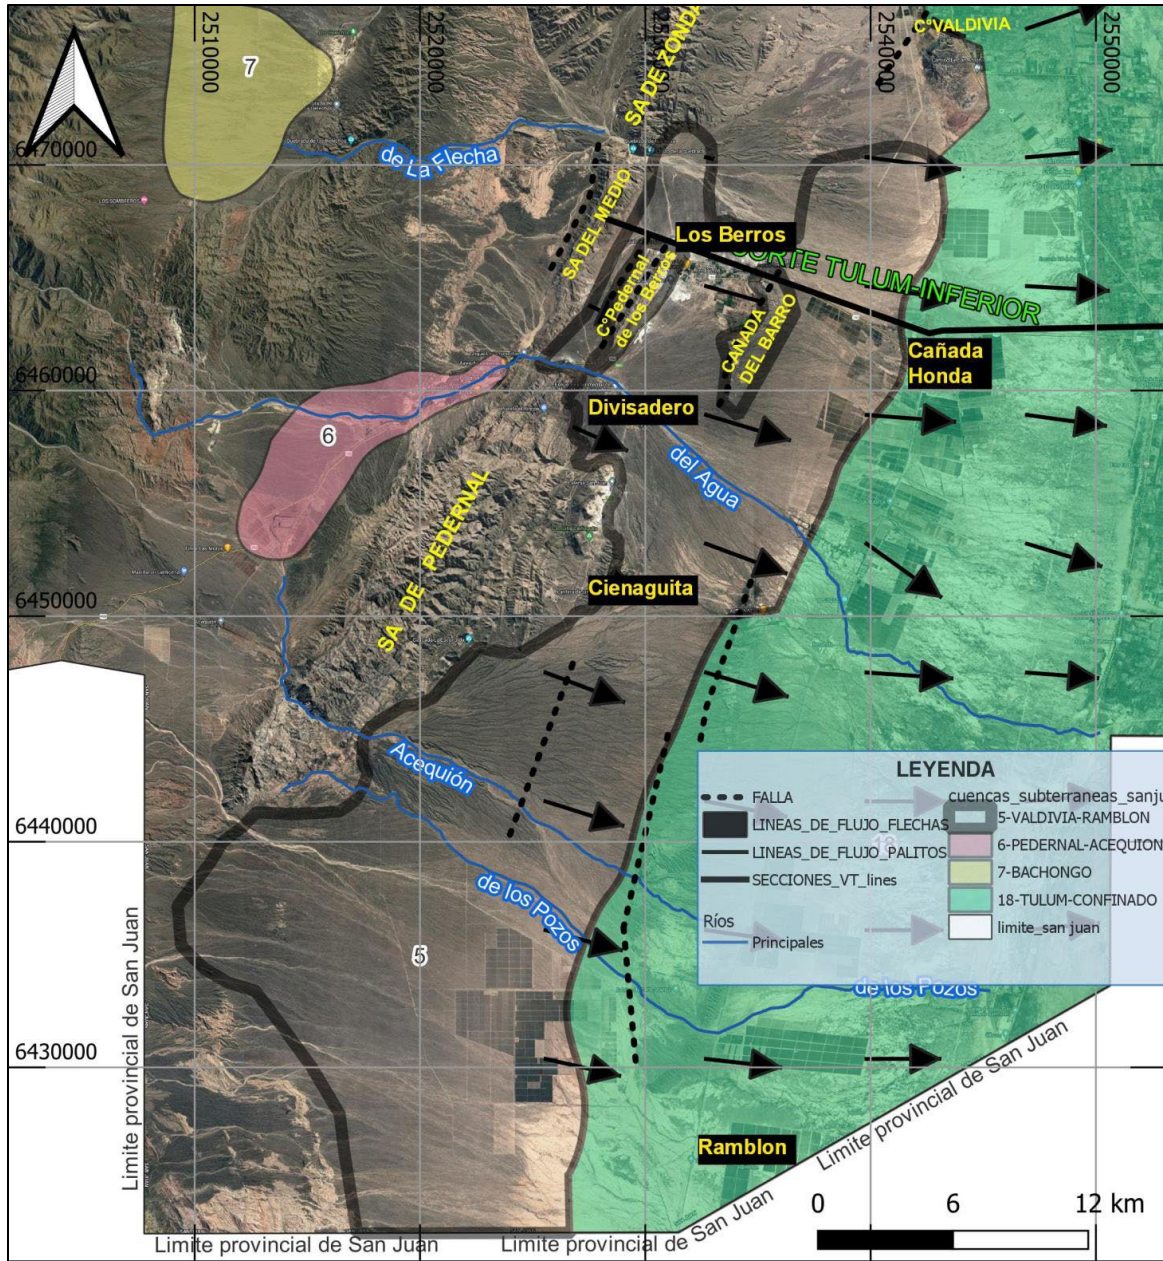 2510000
2520000
2540000
2550000
C°VALDIVIA
SA DE ZONDA
7
6470000
de La Flecha
LOS SOMBREROS
SA DEL MEDIO
Los Berros
CORTE TULUM-INFERIOR
C°Pedernal
de los Berros
CAÑADA
DEL BARRO
Cañada
Honda
6460000
Divisadero
6
del Agua
SA DE PEDERNAL
Cienaguita
6450000
Acequión
LEYENDA
FALLA
LINEAS_DE_FLUJO_FLECHAS
LINEAS_DE_FLUJO_PALITOS
SECCIONES_VT_lines
Ríos
Principales
cuencas_subterraneas_sanju
5-VALDIVIA-RAMBLON
6-PEDERNAL-ACEQUION
7-BACHONGO
18-TULUM-CONFINADO
limite_san juan
18
6440000
de los Pozos
5
de los Pozos
6430000
Limite provincial de San Juan
Limite provincial de San Juan
Ramblon
Limite provincial de San Juan
Limite provincial de San Juan
0 6 12 km